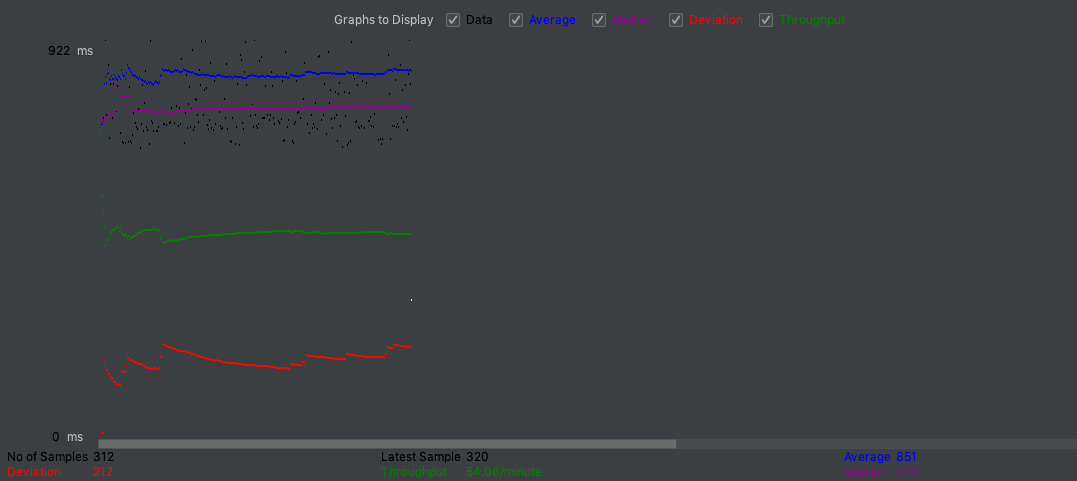 Graphs to Display Data Average Median Deviation Throughput
922 ms
0 ms
No of Samples 312 Latest Sample 320 Average 851
Deviation 212 Throughput 54.06/minute Median